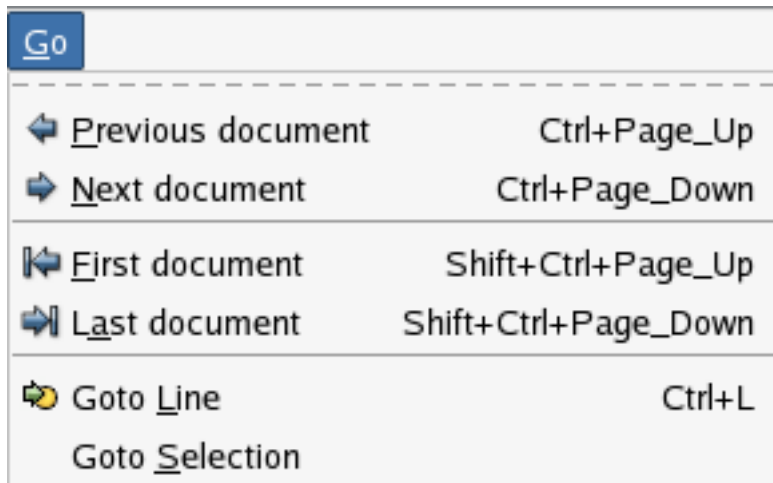 Go
Previous document Ctrl+Page_Up
Next document Ctrl+Page_Down
First document Shift+Ctrl+Page_Up
Last document Shift+Ctrl+Page_Down
Goto Line Ctrl+L
Goto Selection